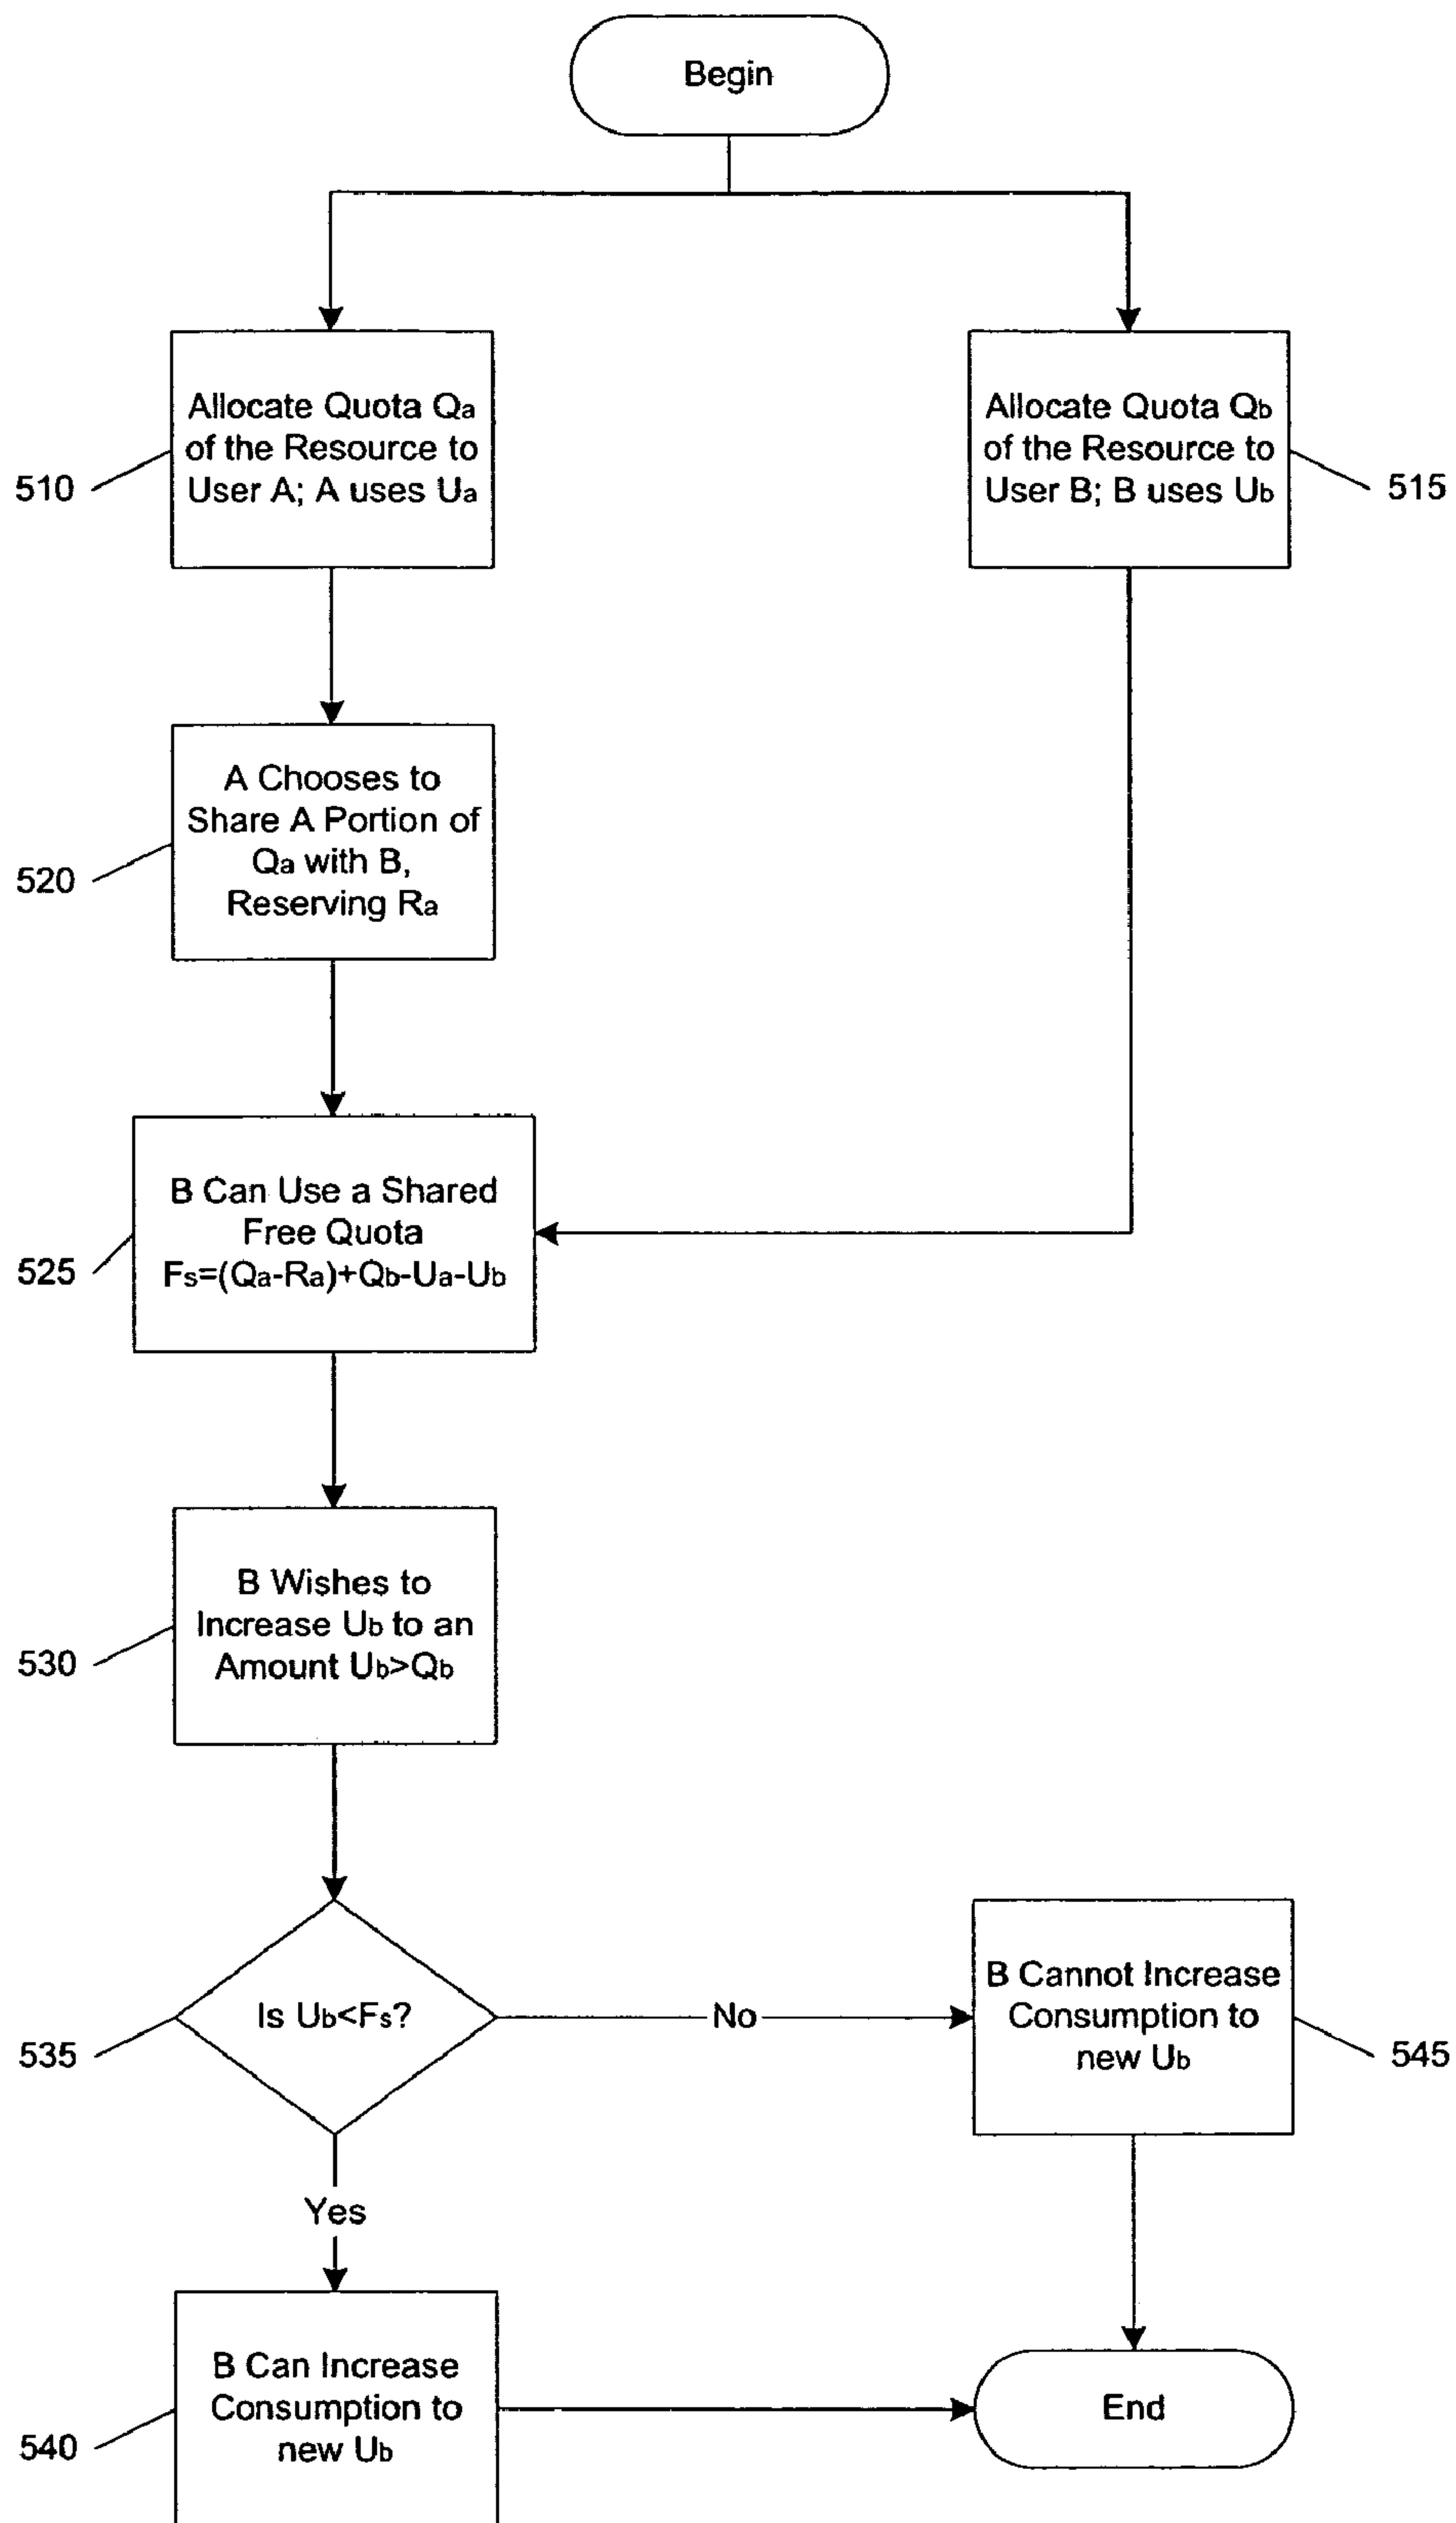 Begin
Allocate Quota Qa
of the Resource to
User A; A uses Ua
510
Allocate Quota Qb
of the Resource to
User B; B uses Ub
515
A Chooses to
Share A Portion of
Qa with B,
Reserving Ra
520
B Can Use a Shared
Free Quota
Fs=(Qa-Ra)+Qb-Ua-Ub
525
B Wishes to
Increase Ub to an
Amount Ub>Qb
530
Is Ub<Fs?
535
No
B Cannot Increase
Consumption to
new Ub
545
Yes
B Can Increase
Consumption to
new Ub
540
End